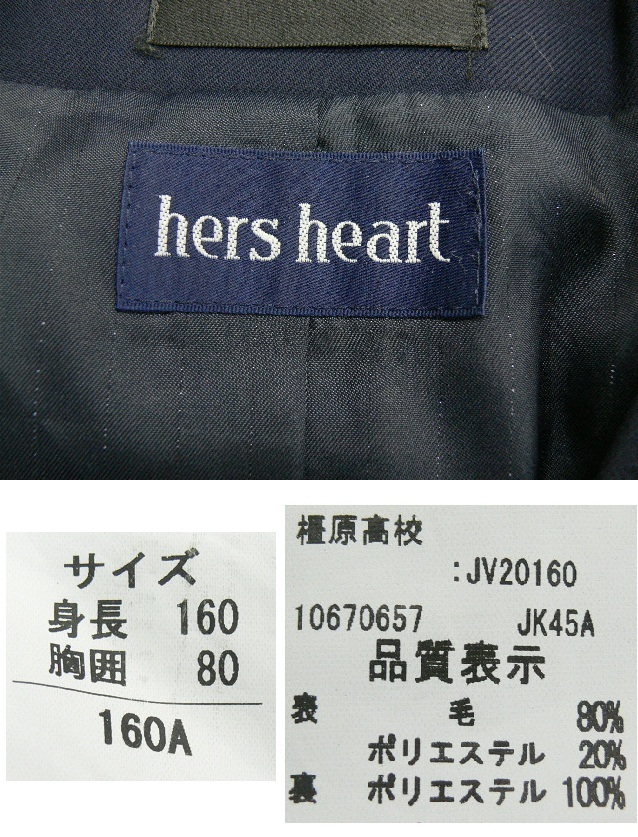 hers heart
サイズ
身長 160
胸囲 80
160A
橿原高校
:JV20160
10670657 JK45A
品質表示
表 毛 80%
ポリエステル 20%
裏 ポリエステル 100%